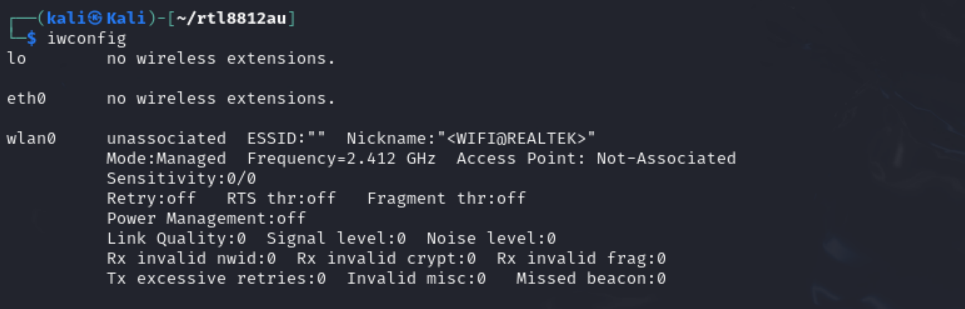 ┌──(kali㉿Kali)-[~/rtl8812au]
└─$ iwconfig
lo        no wireless extensions.
eth0      no wireless extensions.
wlan0     unassociated  ESSID:""  Nickname:"<WIFI@REALTEK>"
          Mode:Managed  Frequency=2.412 GHz  Access Point: Not-Associated
          Sensitivity:0/0
          Retry:off   RTS thr:off   Fragment thr:off
          Power Management:off
          Link Quality:0  Signal level:0  Noise level:0
          Rx invalid nwid:0  Rx invalid crypt:0  Rx invalid frag:0
          Tx excessive retries:0  Invalid misc:0   Missed beacon:0